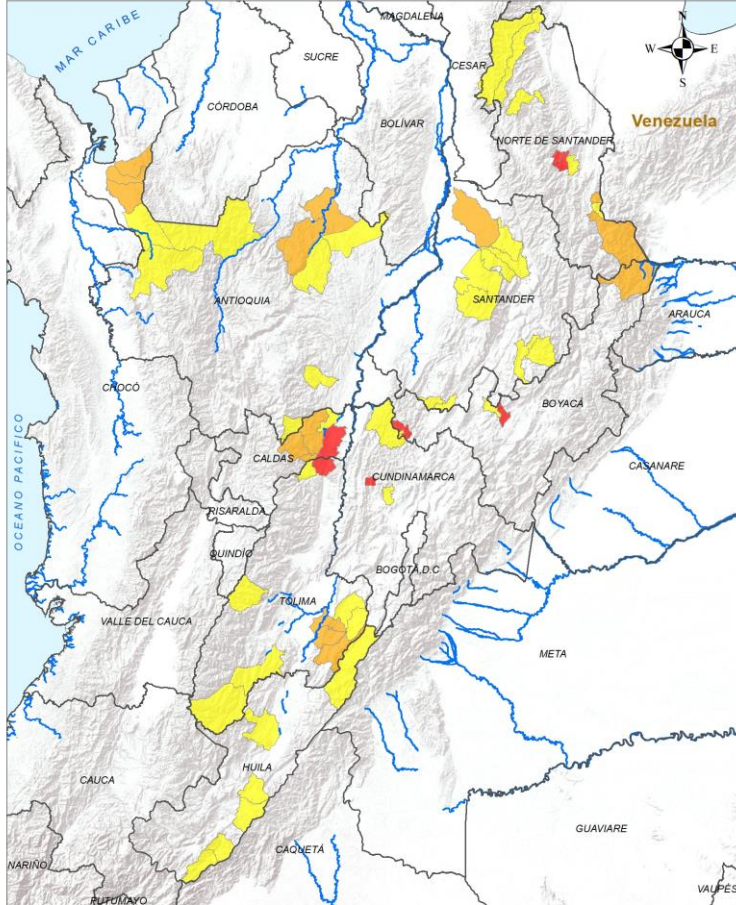 MAGDALENA
N
W
E
S
MAR CARIBE
SUCRE
CESAR
CÓRDOBA
BOLÍVAR
Venezuela
NORTE DE SANTANDER
ANTIOQUIA
SANTANDER
ARAUCA
CHOCÓ
BOYACÁ
OCEANO PACIFICO
CALDAS
CUNDINAMARCA
CASANARE
RISARALDA
QUINDÍO
BOGOTÁ,D.C
TOLIMA
VALLE DEL CAUCA
META
HUILA
CAUCA
GUAVIARE
CAQUETÁ
NARIÑO
PUTUMAYO
VAUPÉS